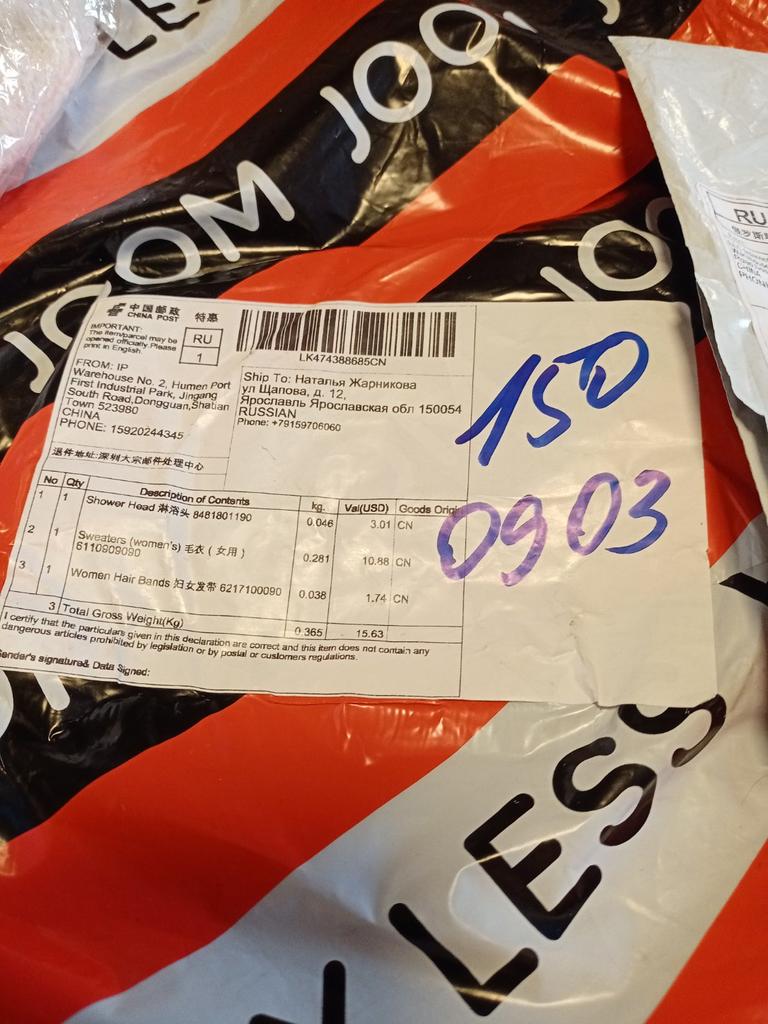 LESS
JOOM JOO
JO
中国邮政
CHINA POST
特惠
IMPORTANT:
The item/parcel may be
opened officially. Please
print in English.
RU
1
LK474388685CN
FROM: IP
Warehouse No. 2, Humen Port
First Industrial Park, Jingang
South Road,Dongguan,Shatian
Town 523980
CHINA
PHONE: 15920244345
Ship To: Наталья Жарникова
ул Щапова, д. 12,
Ярославль Ярославская обл 150054
RUSSIAN
Phone: +79159706060
退件地址:深圳大宗邮件处理中心
No Qty Description of Contents kg. Val(USD) Goods Origi
1 1 Shower Head 淋浴头 8481801190 0.046 3.01 CN
2 1 Sweaters (women's) 毛衣 ( 女用 )
6110909090 0.281 10.88 CN
3 1 Women Hair Bands 妇女发带 6217100090 0.038 1.74 CN
3 Total Gross Weight(Kg) 0.365 15.63
I certify that the particulars given in this declaration are correct and this item does not contain any
dangerous articles prohibited by legislation or by postal or customers regulations.
Sender's signature& Data Signed:
150
0903
RU
俄罗斯
LESS
LE